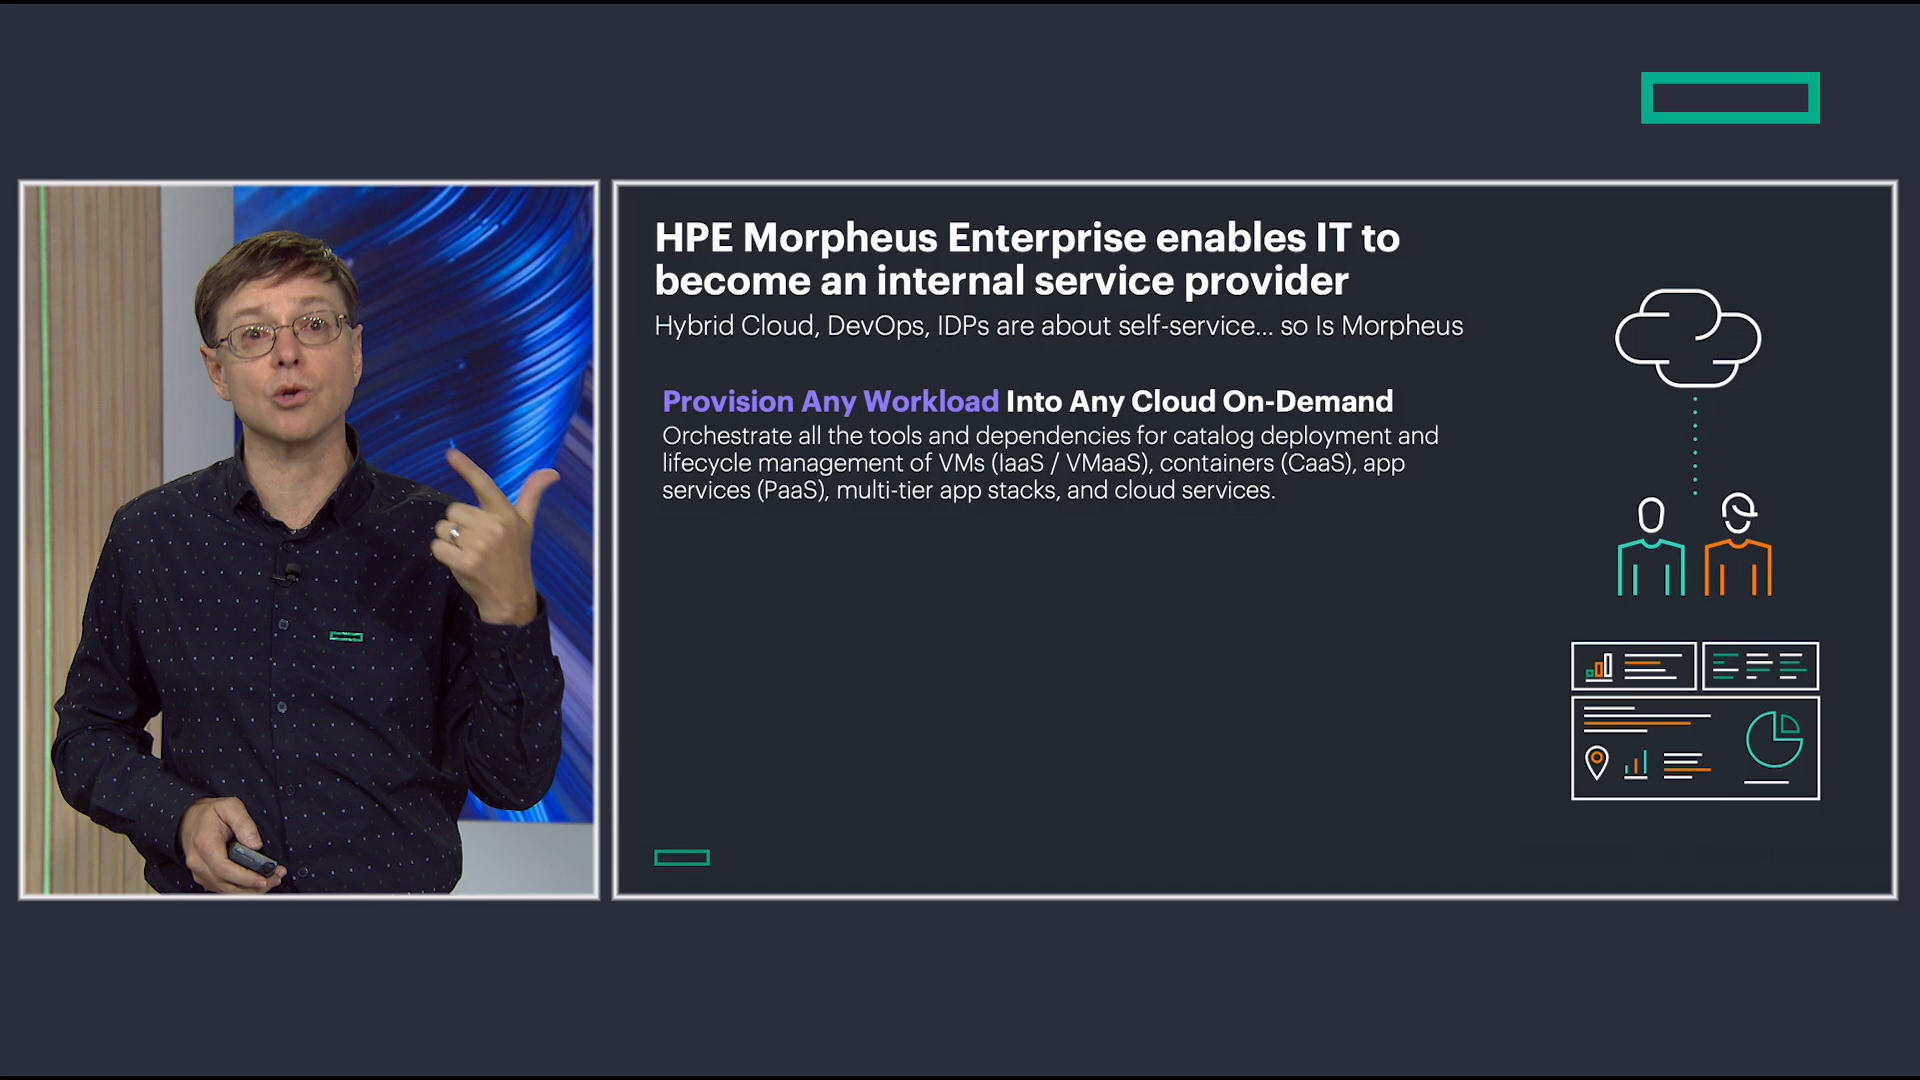 HPE Morpheus Enterprise enables IT to
become an internal service provider
Hybrid Cloud, DevOps, IDPs are about self-service... so Is Morpheus
Provision Any Workload Into Any Cloud On-Demand
Orchestrate all the tools and dependencies for catalog deployment and
lifecycle management of VMs (IaaS / VMaaS), containers (CaaS), app
services (PaaS), multi-tier app stacks, and cloud services.